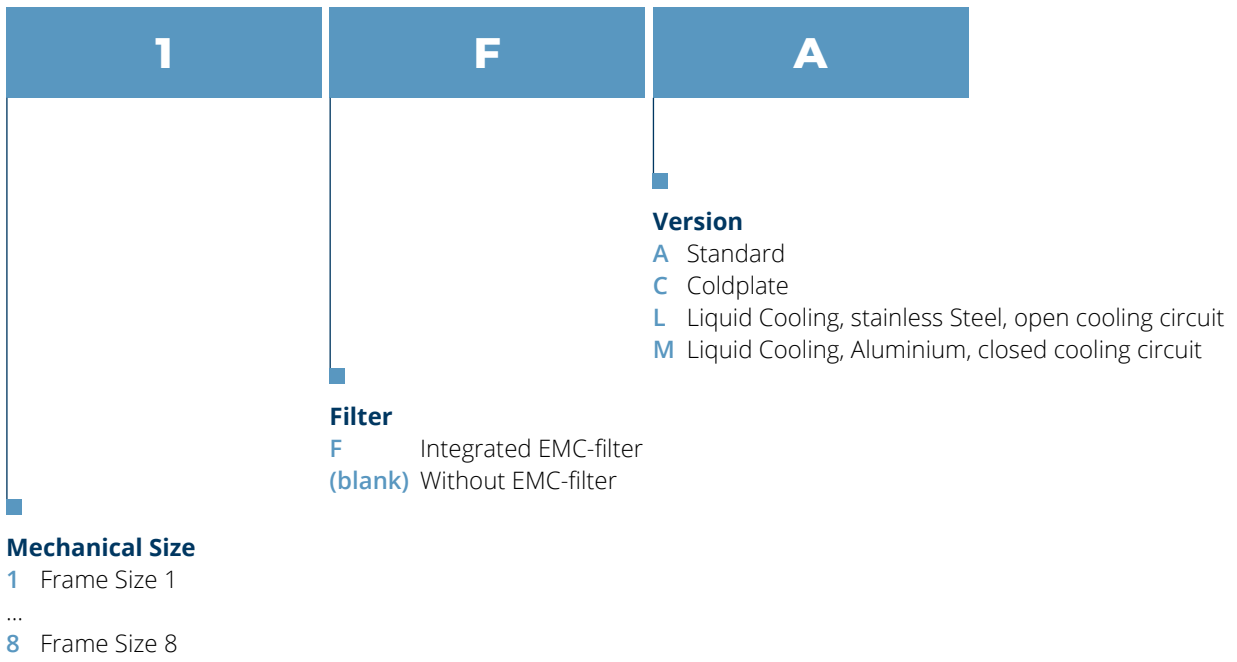 1 F A
Version
A Standard
C Coldplate
L Liquid Cooling, stainless Steel, open cooling circuit
M Liquid Cooling, Aluminium, closed cooling circuit
Filter
F Integrated EMC-filter
(blank) Without EMC-filter
Mechanical Size
1 Frame Size 1
...
8 Frame Size 8